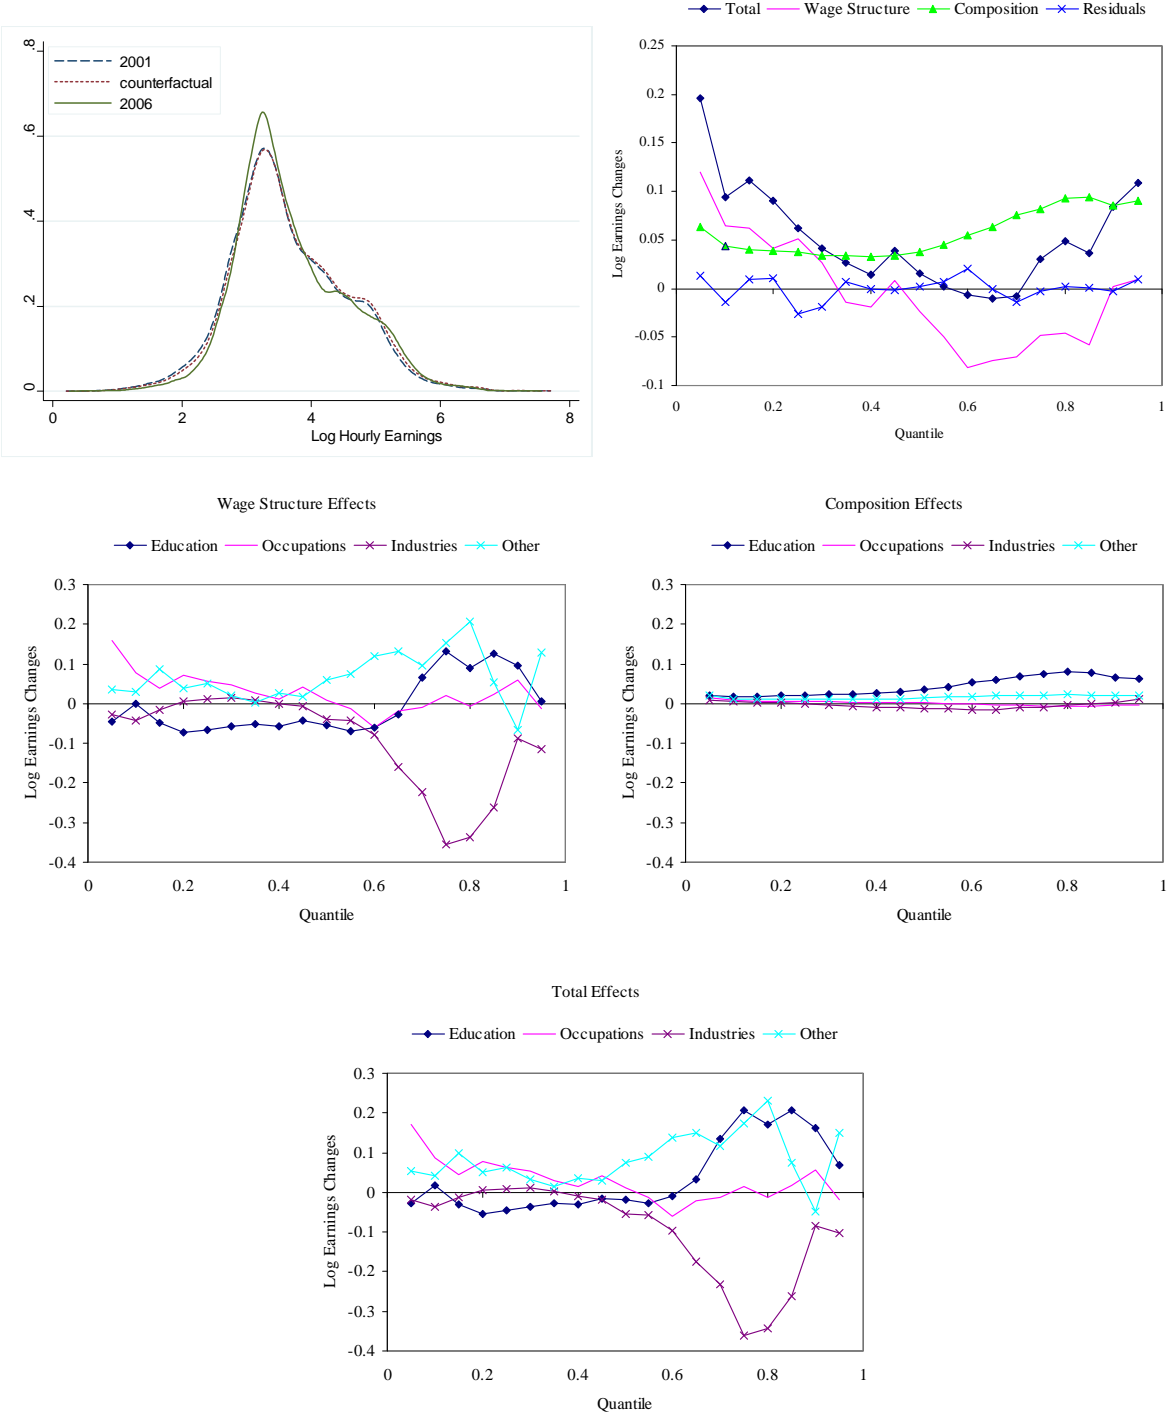 2001
counterfactual
2006
.8
.6
.4
.2
0
0 2 4 6 8
Log Hourly Earnings
Total Wage Structure Composition Residuals
0.25
0.2
0.15
0.1
0.05
0
-0.05
-0.1
Log Earnings Changes
0 0.2 0.4 0.6 0.8 1
Quantile
Wage Structure Effects
Education Occupations Industries Other
0.3
0.2
0.1
0
-0.1
-0.2
-0.3
-0.4
Log Earnings Changes
0 0.2 0.4 0.6 0.8 1
Quantile
Composition Effects
Education Occupations Industries Other
0.3
0.2
0.1
0
-0.1
-0.2
-0.3
-0.4
Log Earnings Changes
0 0.2 0.4 0.6 0.8 1
Quantile
Total Effects
Education Occupations Industries Other
0.3
0.2
0.1
0
-0.1
-0.2
-0.3
-0.4
Log Earnings Changes
0 0.2 0.4 0.6 0.8 1
Quantile